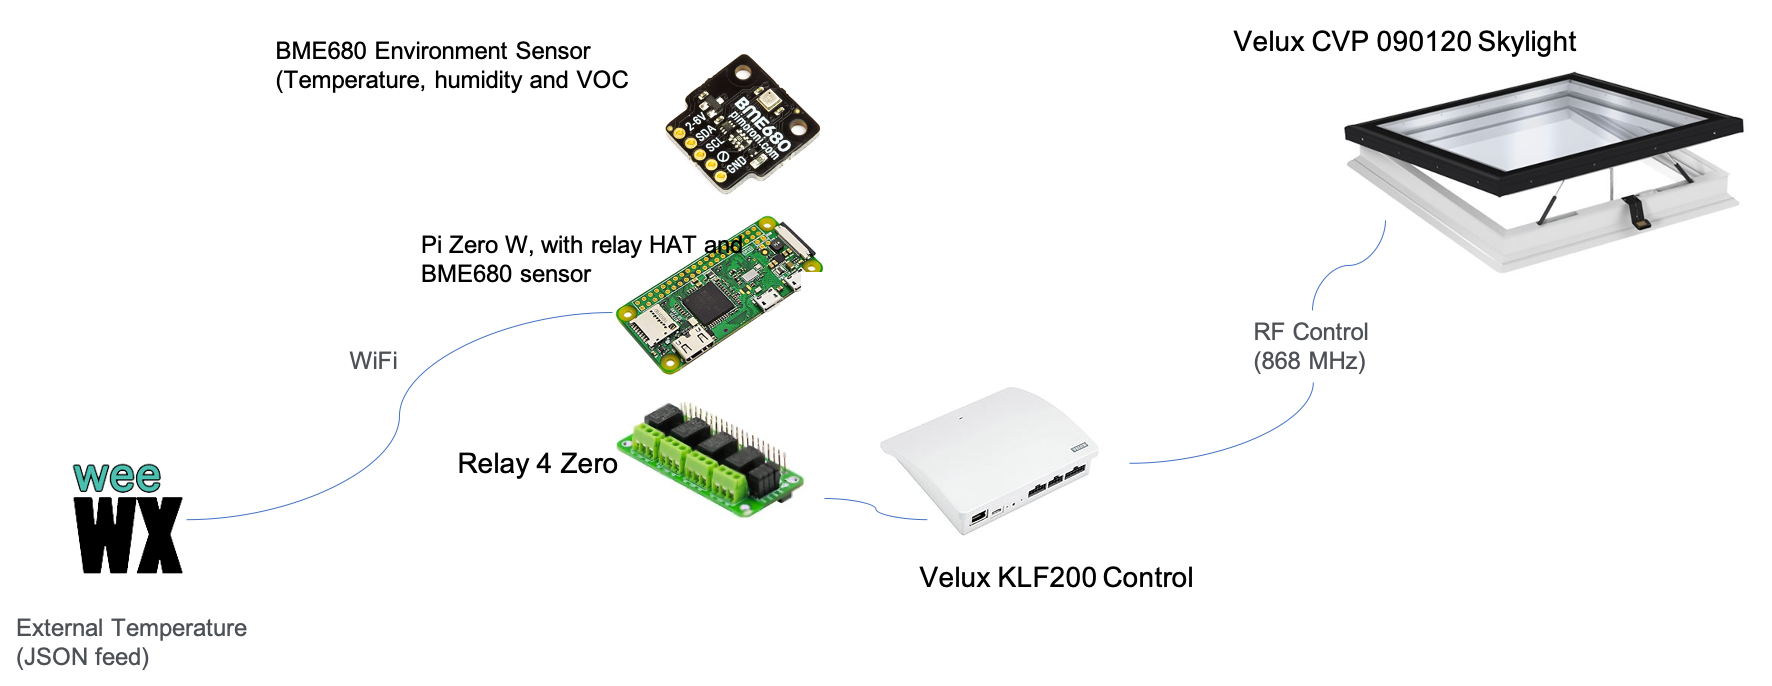 BME680 Environment Sensor
(Temperature, humidity and VOC
Velux CVP 090120 Skylight
2-6V
SDA
SCL
GND
BME680
pimoroni.com
Pi Zero W, with relay HAT and
BME680 sensor
WiFi
RF Control
(868 MHz)
Relay 4 Zero
wee
WX
Velux KLF200 Control
External Temperature
(JSON feed)